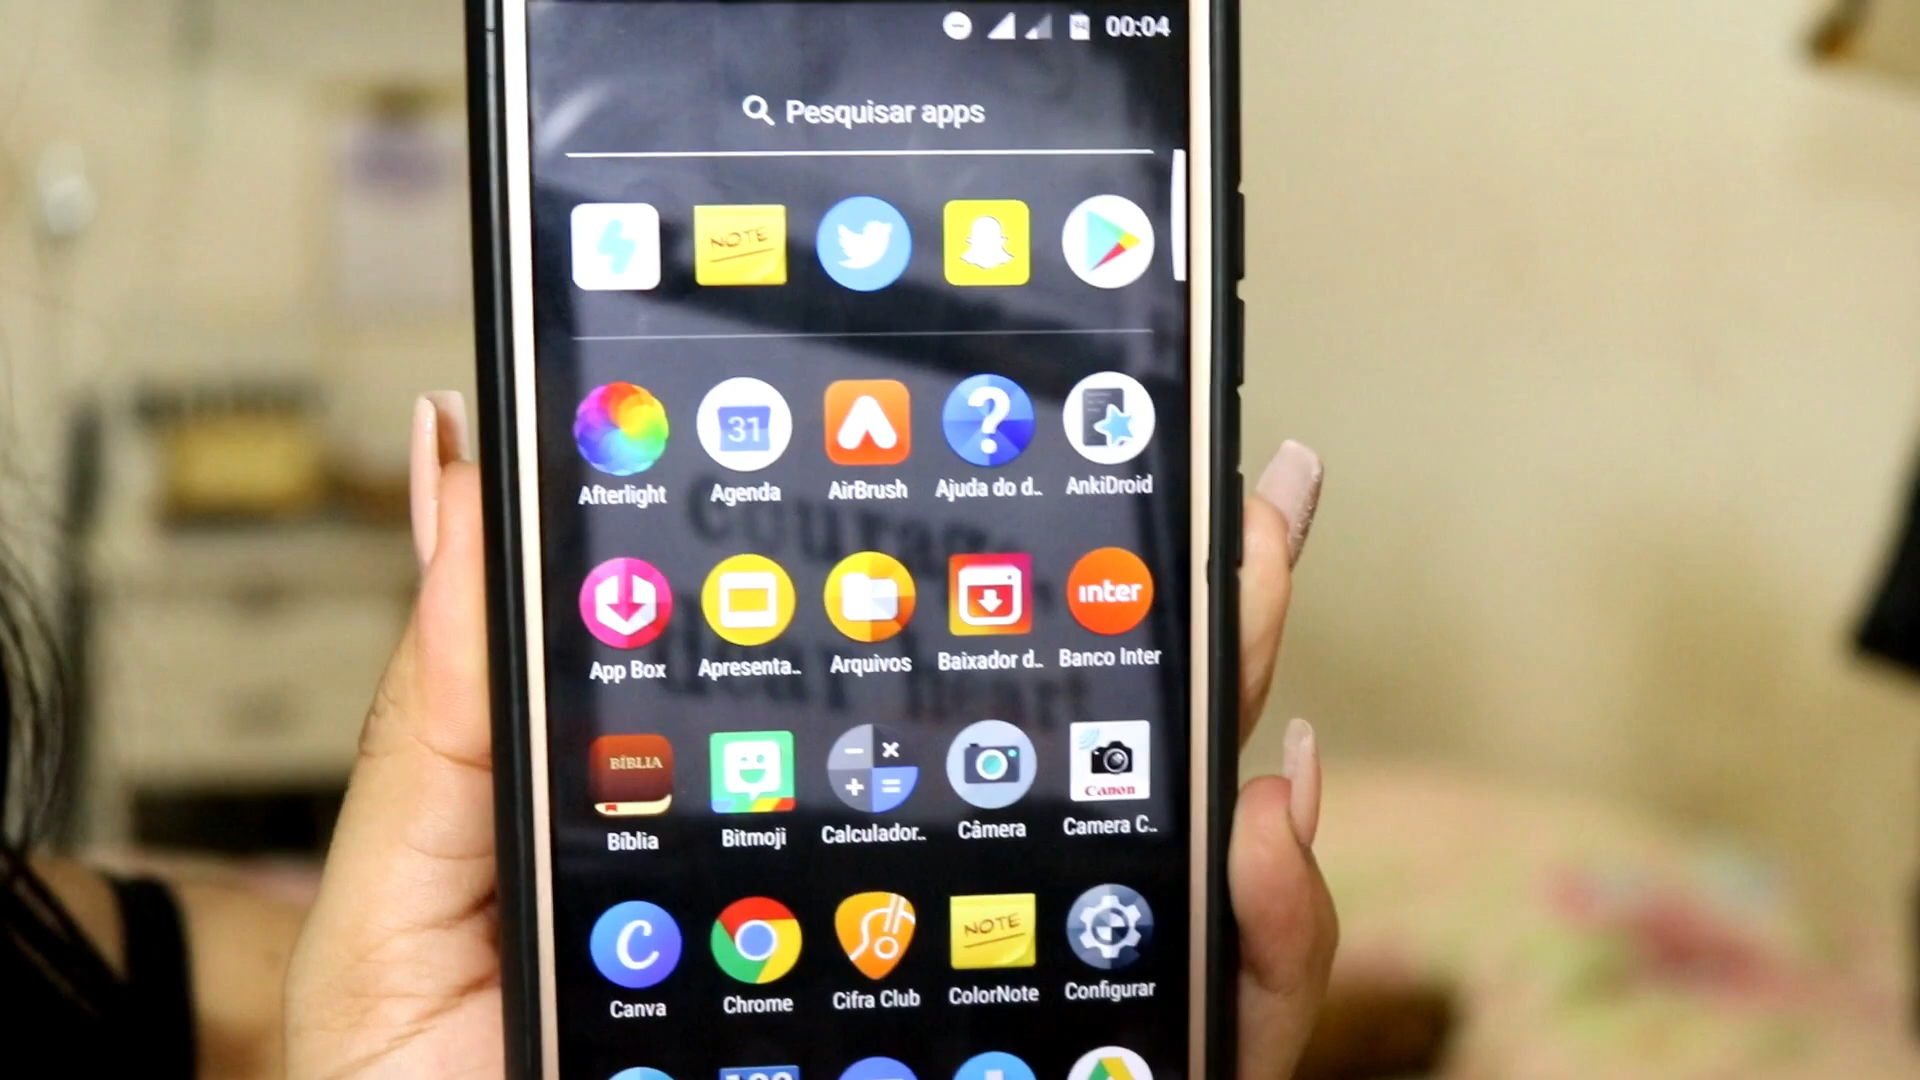 00:04
Pesquisar apps
NOTE
31
Afterlight Agenda AirBrush Ajuda do d.. AnkiDroid
inter
App Box Apresenta.. Arquivos Baixador d.. Banco Inter
BÍBLIA
Canon
Bíblia Bitmoji Calculador.. Câmera Camera C..
C NOTE
Canva Chrome Cifra Club ColorNote Configurar